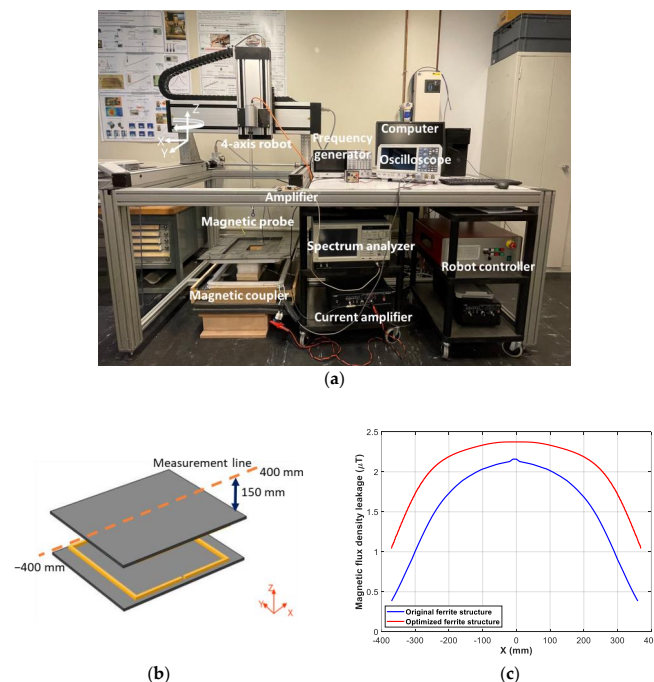 Z
X
Y
4-axis robot
Frequency
generator
Computer
Oscilloscope
Amplifier
Magnetic probe
Spectrum analyzer
Robot controller
Magnetic coupler
Current amplifier
(a)
Measurement line
400 mm
150 mm
−400 mm
Z
Y
X
(b)
Magnetic flux density leakage (μT)
2.5
2
1.5
1
0.5
0
Original ferrite structure
Optimized ferrite structure
-400 -300 -200 -100 0 100 200 300 40
X (mm)
(c)